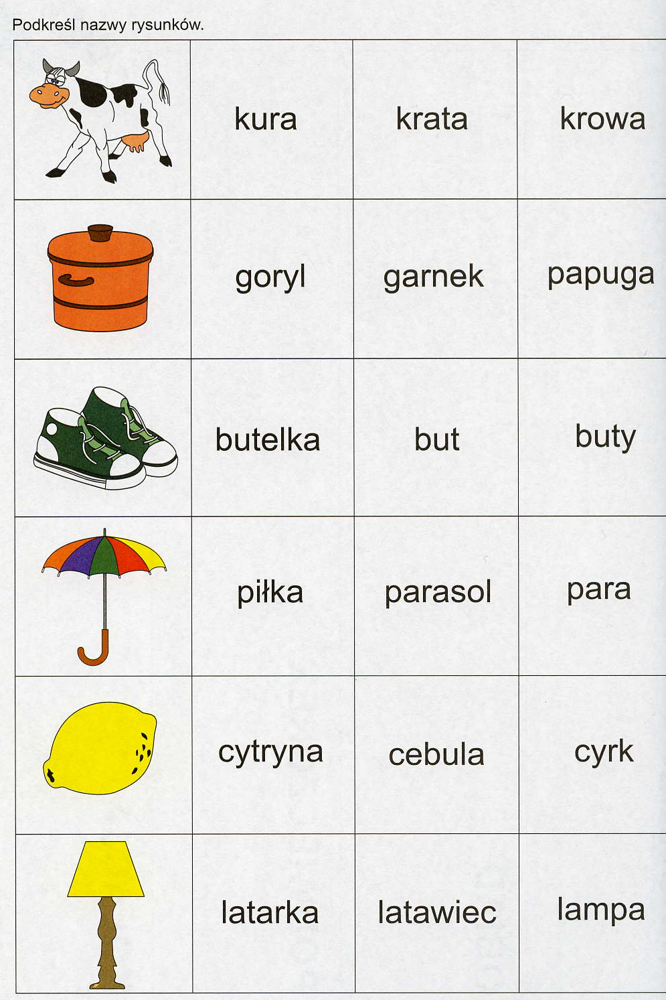 Podkreśl nazwy rysunków.
kura krata krowa
goryl garnek papuga
butelka but buty
piłka parasol para
cytryna cebula cyrk
latarka latawiec lampa